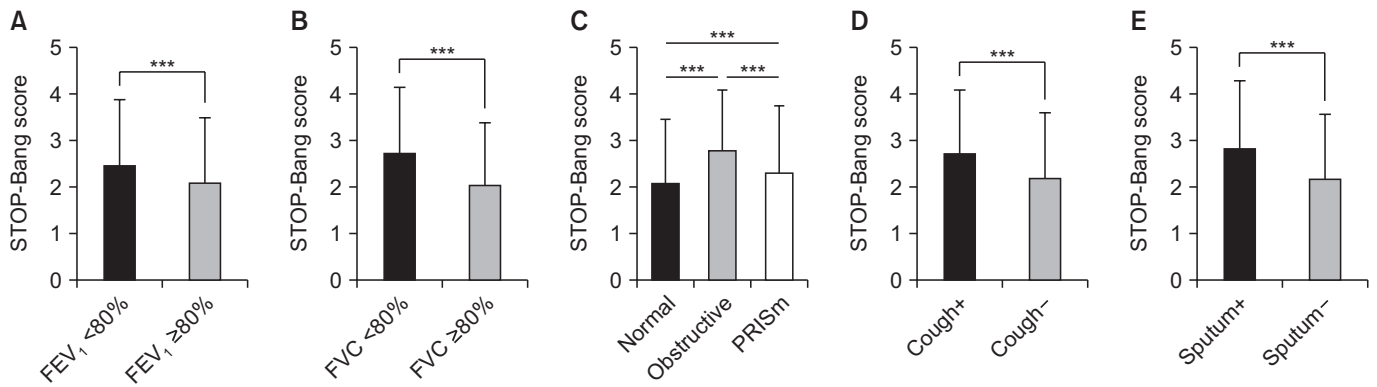 A
STOP-Bang score
5
4
3
2
1
0
***
FEV₁ <80%
FEV₁ ≥80%
B
STOP-Bang score
5
4
3
2
1
0
***
FVC <80%
FVC ≥80%
C
STOP-Bang score
5
4
3
2
1
0
***
***
***
Normal
Obstructive
PRISm
D
STOP-Bang score
5
4
3
2
1
0
***
Cough+
Cough−
E
STOP-Bang score
5
4
3
2
1
0
***
Sputum+
Sputum−